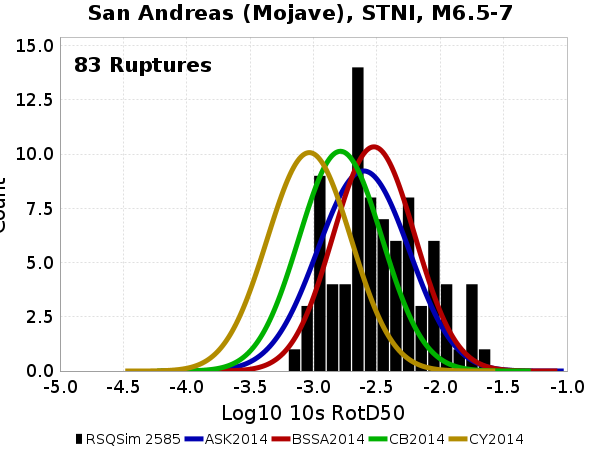 San Andreas (Mojave), STNI, M6.5-7
15.0
83 Ruptures
12.5
10.0
Count
7.5
5.0
2.5
0.0
-5.0 -4.5 -4.0 -3.5 -3.0 -2.5 -2.0 -1.5 -1.0
Log10 10s RotD50
RSQSim 2585 ASK2014 BSSA2014 CB2014 CY2014